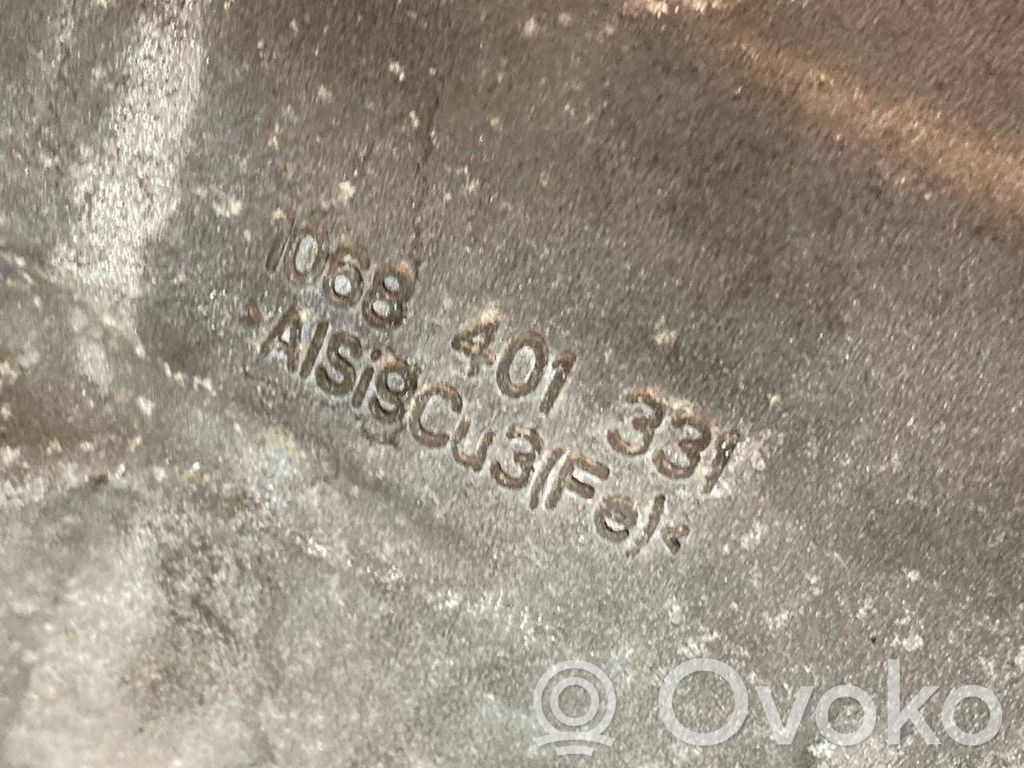 1068 401 331
>AlSi9Cu3(Fe)<
Ovoko